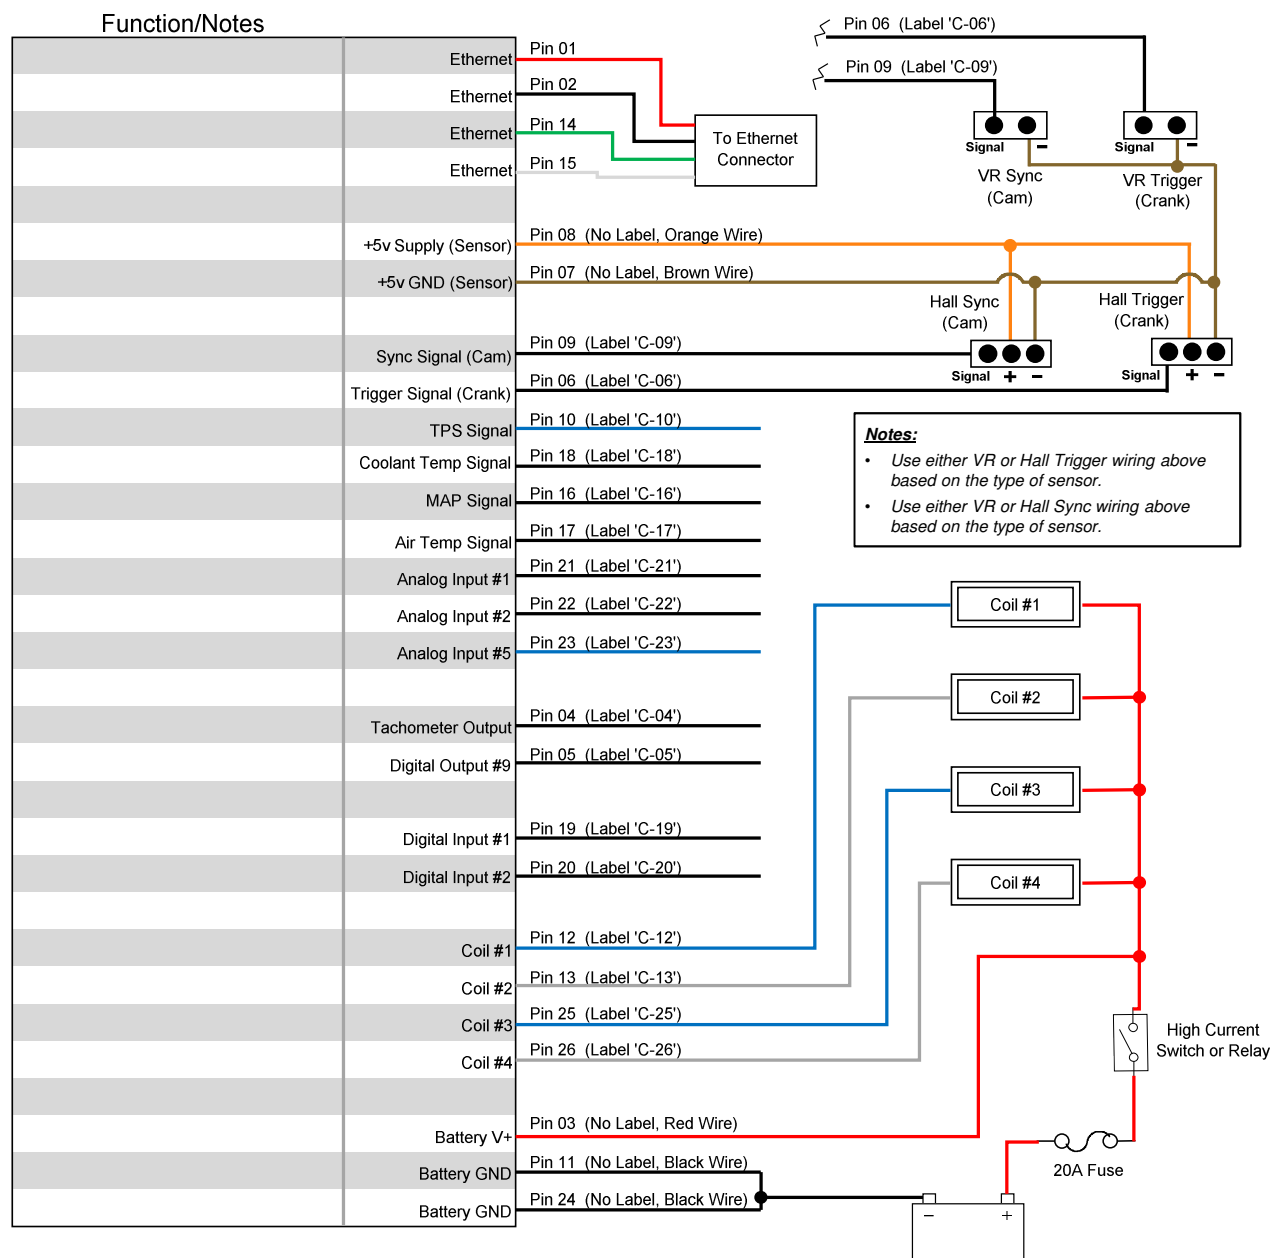 Function/Notes
Ethernet
Pin 01
Ethernet
Pin 02
Ethernet
Pin 14
Ethernet
Pin 15
To Ethernet
Connector
Pin 06 (Label 'C-06')
Pin 09 (Label 'C-09')
Signal
–
VR Sync
(Cam)
Signal
–
VR Trigger
(Crank)
+5v Supply (Sensor)
Pin 08 (No Label, Orange Wire)
+5v GND (Sensor)
Pin 07 (No Label, Brown Wire)
Hall Sync
(Cam)
Signal + –
Hall Trigger
(Crank)
Signal + –
Sync Signal (Cam)
Pin 09 (Label 'C-09')
Trigger Signal (Crank)
Pin 06 (Label 'C-06')
TPS Signal
Pin 10 (Label 'C-10')
Coolant Temp Signal
Pin 18 (Label 'C-18')
MAP Signal
Pin 16 (Label 'C-16')
Air Temp Signal
Pin 17 (Label 'C-17')
Analog Input #1
Pin 21 (Label 'C-21')
Analog Input #2
Pin 22 (Label 'C-22')
Analog Input #5
Pin 23 (Label 'C-23')
Notes:
• Use either VR or Hall Trigger wiring above
based on the type of sensor.
• Use either VR or Hall Sync wiring above
based on the type of sensor.
Tachometer Output
Pin 04 (Label 'C-04')
Digital Output #9
Pin 05 (Label 'C-05')
Digital Input #1
Pin 19 (Label 'C-19')
Digital Input #2
Pin 20 (Label 'C-20')
Coil #1
Coil #2
Coil #3
Coil #4
Coil #1
Pin 12 (Label 'C-12')
Coil #2
Pin 13 (Label 'C-13')
Coil #3
Pin 25 (Label 'C-25')
Coil #4
Pin 26 (Label 'C-26')
High Current
Switch or Relay
Battery V+
Pin 03 (No Label, Red Wire)
Battery GND
Pin 11 (No Label, Black Wire)
Battery GND
Pin 24 (No Label, Black Wire)
20A Fuse
– +